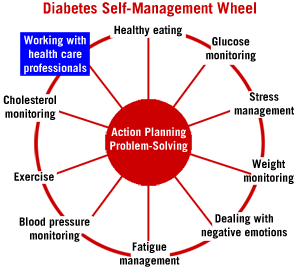 Diabetes Self-Management Wheel
Healthy eating
Working with
health care
professionals
Glucose
monitoring
Cholesterol
monitoring
Stress
management
Action Planning
Problem-Solving
Exercise
Weight
monitoring
Blood pressure
monitoring
Dealing with
negative emotions
Fatigue
management